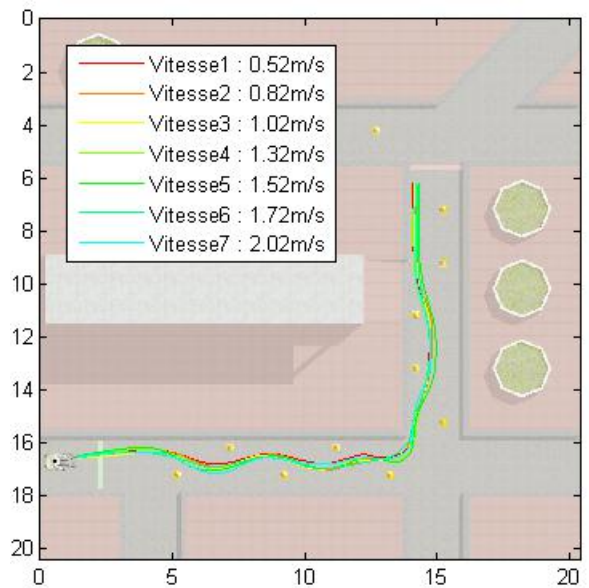 0
2
4
6
8
10
12
14
16
18
20
Vitesse1 : 0.52m/s
Vitesse2 : 0.82m/s
Vitesse3 : 1.02m/s
Vitesse4 : 1.32m/s
Vitesse5 : 1.52m/s
Vitesse6 : 1.72m/s
Vitesse7 : 2.02m/s
0 5 10 15 20